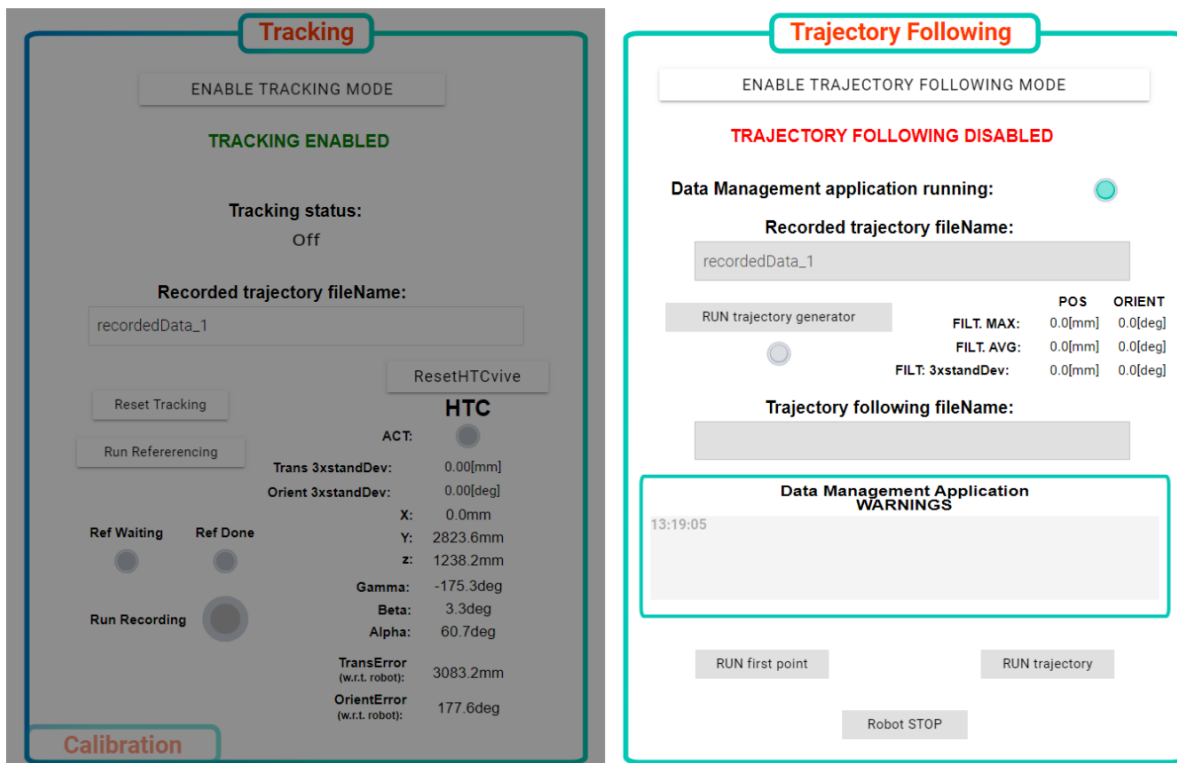 Tracking
ENABLE TRACKING MODE
TRACKING ENABLED
Tracking status:
Off
Recorded trajectory fileName:
recordedData_1
ResetHTCvive
Reset Tracking
HTC
ACT:
Run Refererencing
Trans 3xstandDev: 0.00[mm]
Orient 3xstandDev: 0.00[deg]
X: 0.0mm
Ref Waiting Ref Done
Y: 2823.6mm
z: 1238.2mm
Gamma: -175.3deg
Beta: 3.3deg
Run Recording
Alpha: 60.7deg
TransError
(w.r.t. robot): 3083.2mm
OrientError
(w.r.t. robot): 177.6deg
Calibration
Trajectory Following
ENABLE TRAJECTORY FOLLOWING MODE
TRAJECTORY FOLLOWING DISABLED
Data Management application running:
Recorded trajectory fileName:
recordedData_1
POS ORIENT
RUN trajectory generator
FILT. MAX: 0.0[mm] 0.0[deg]
FILT. AVG: 0.0[mm] 0.0[deg]
FILT: 3xstandDev: 0.0[mm] 0.0[deg]
Trajectory following fileName:
Data Management Application
WARNINGS
13:19:05
RUN first point RUN trajectory
Robot STOP